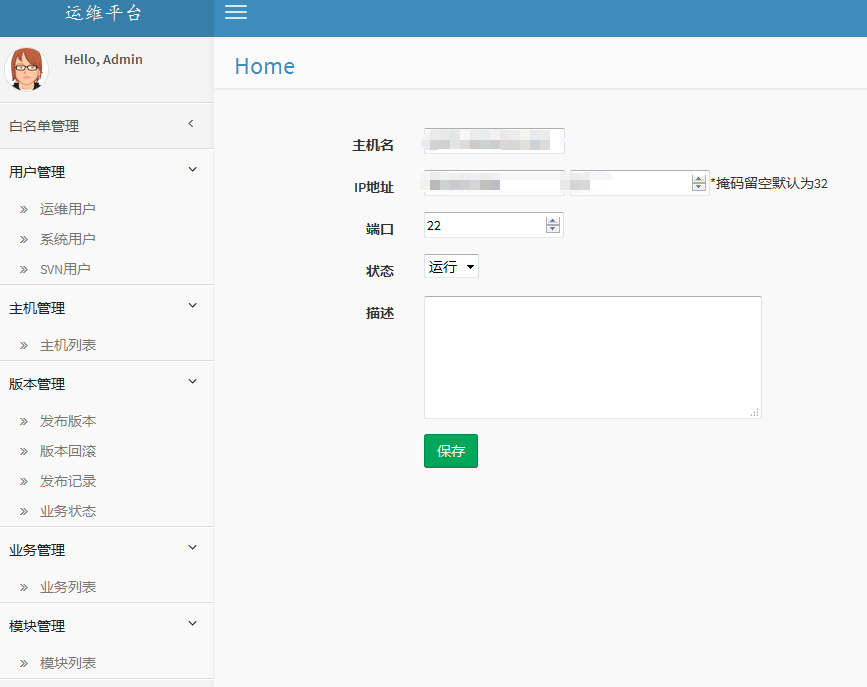 运维平台
Hello, Admin
白名单管理
用户管理
运维用户
系统用户
SVN用户
主机管理
主机列表
版本管理
发布版本
版本回滚
发布记录
业务状态
业务管理
业务列表
模块管理
模块列表
Home
主机名
IP地址 *掩码留空默认为32
端口 22
状态 运行
描述
保存